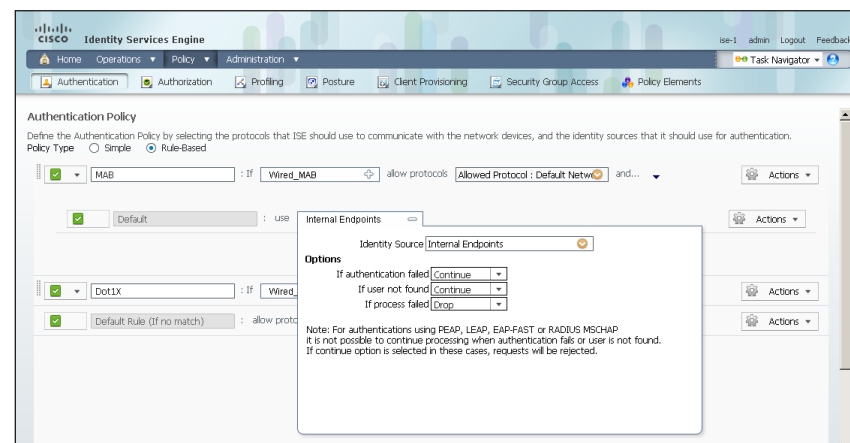 CISCO Identity Services Engine ise-1 admin Logout Feedback
Home Operations Policy Administration Task Navigator
Authentication Authorization Profiling Posture Client Provisioning Security Group Access Policy Elements
Authentication Policy
Define the Authentication Policy by selecting the protocols that ISE should use to communicate with the network devices, and the identity sources that it should use for authentication.
Policy Type Simple Rule-Based
MAB : If Wired_MAB allow protocols Allowed Protocol : Default Netwo and... Actions
Default : use Internal Endpoints Actions
Identity Source Internal Endpoints
Options
If authentication failed Continue
If user not found Continue
If process failed Drop
Dot1X : If Wired_ Actions
Default Rule (If no match) : allow proto Actions
Note: For authentications using PEAP, LEAP, EAP-FAST or RADIUS MSCHAP
it is not possible to continue processing when authentication fails or user is not found.
If continue option is selected in these cases, requests will be rejected.